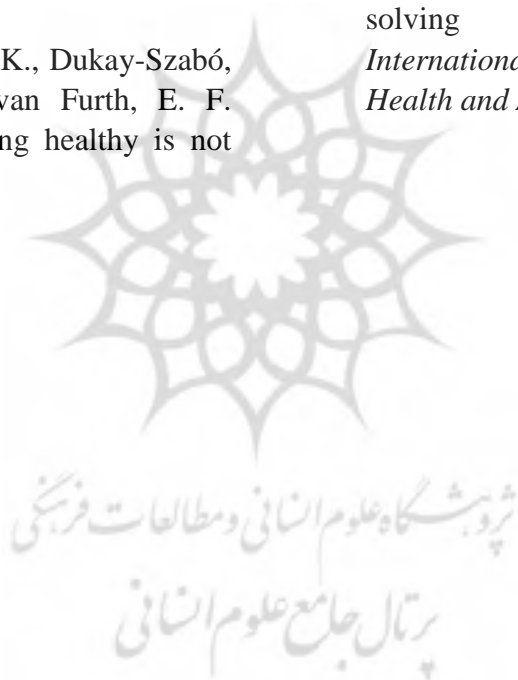 K., Dukay-Szabó,
van Furth, E. F.
ng healthy is not
solving
Internationa
Health and
پژوهشگاه علوم انسانی و مطالعات فرهنگی
پرتال جامع علوم انسانی